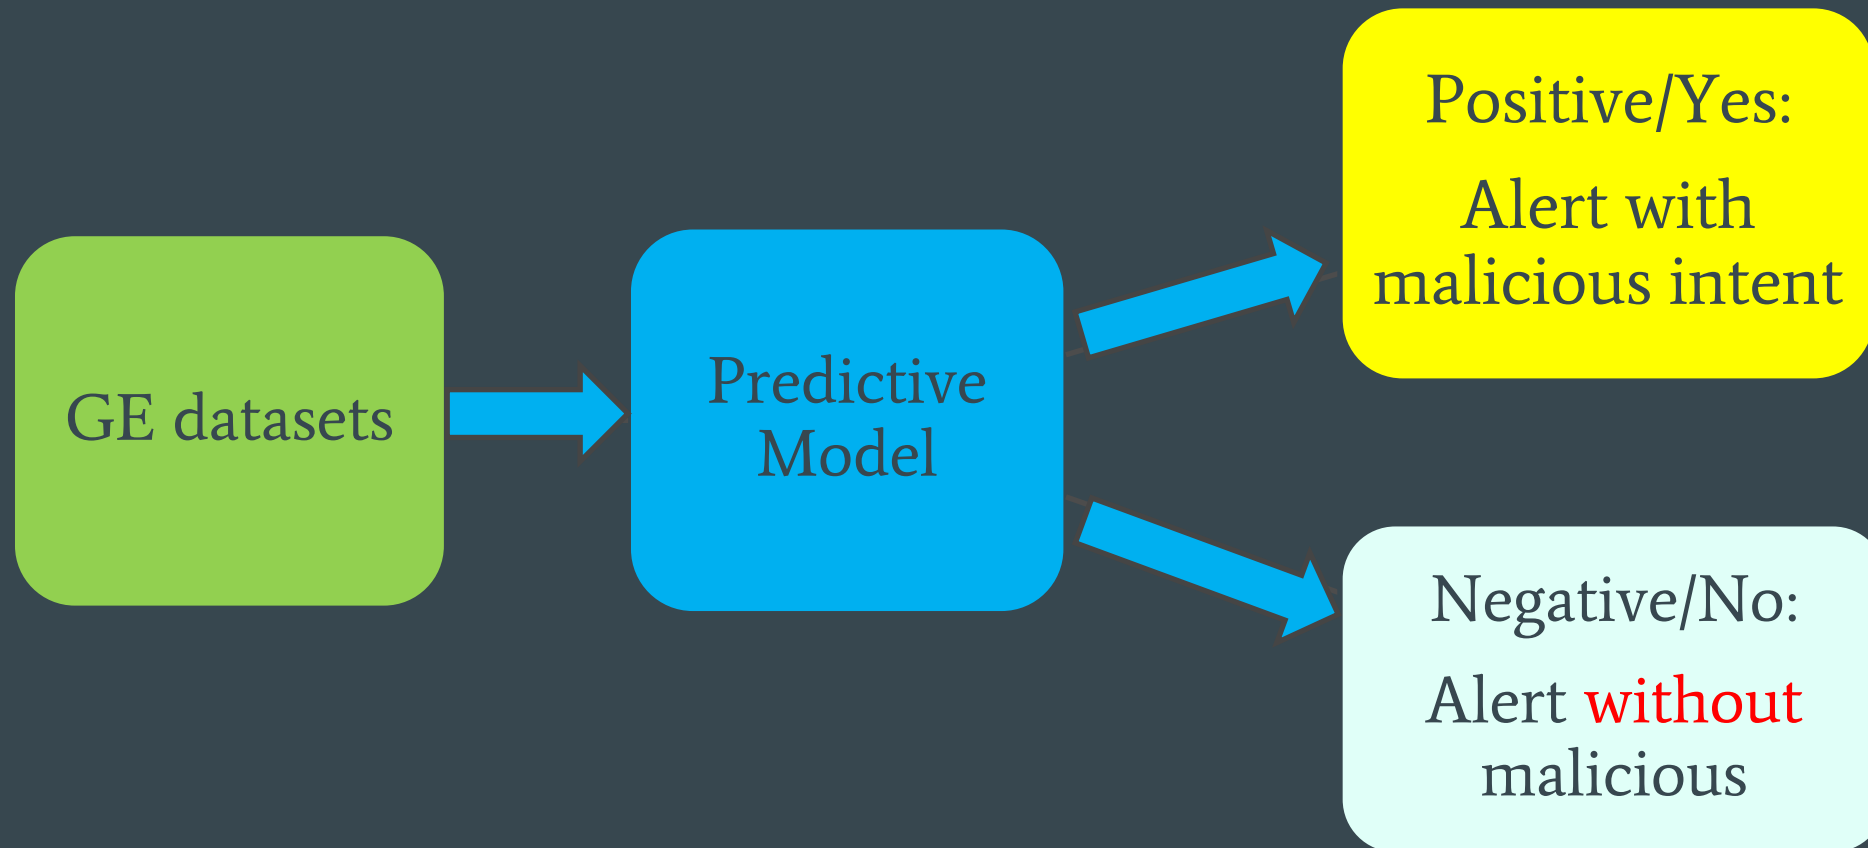 GE datasets
Predictive
Model
Positive/Yes:
Alert with
malicious intent
Negative/No:
Alert without
malicious